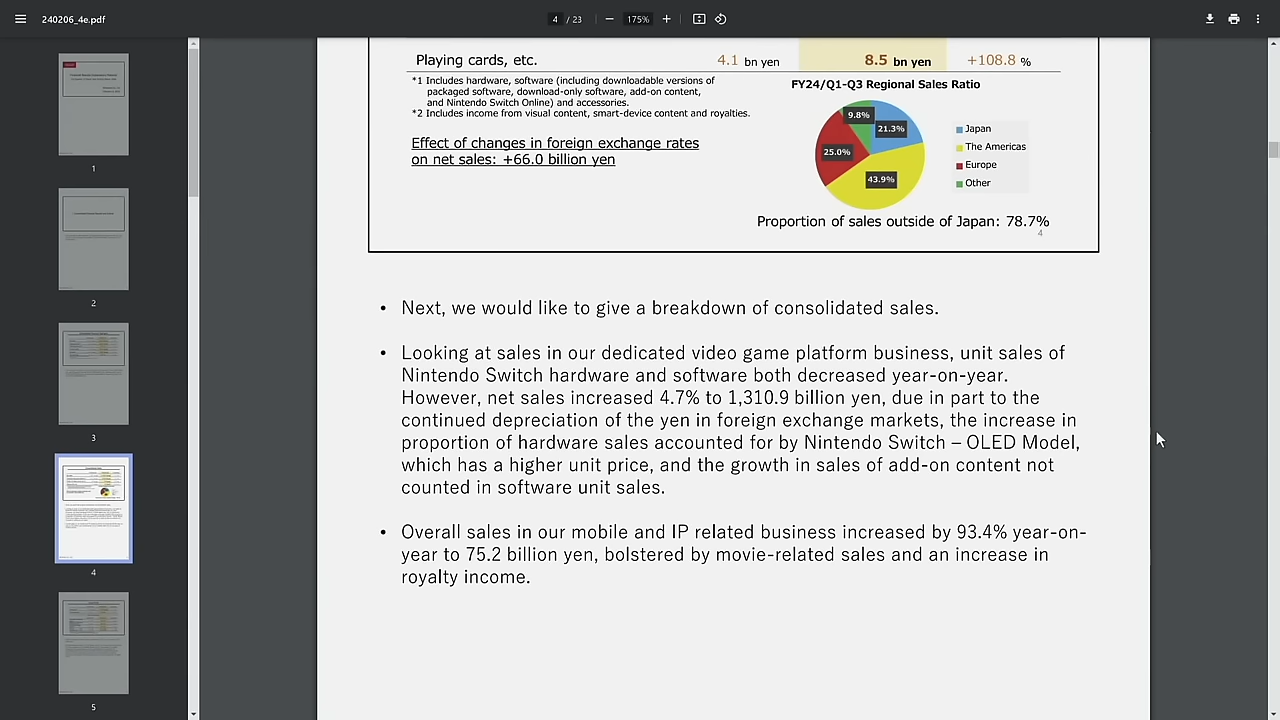 240206_4e.pdf
4 / 23
175%
Playing cards, etc. 4.1 bn yen 8.5 bn yen +108.8 %
*1 Includes hardware, software (including downloadable versions of
packaged software, download-only software, add-on content,
and Nintendo Switch Online) and accessories.
*2 Includes income from visual content, smart-device content and royalties.
Effect of changes in foreign exchange rates
on net sales: +66.0 billion yen
FY24/Q1-Q3 Regional Sales Ratio
9.8%
21.3%
25.0%
43.9%
Japan
The Americas
Europe
Other
Proportion of sales outside of Japan: 78.7%
4
• Next, we would like to give a breakdown of consolidated sales.
• Looking at sales in our dedicated video game platform business, unit sales of
Nintendo Switch hardware and software both decreased year-on-year.
However, net sales increased 4.7% to 1,310.9 billion yen, due in part to the
continued depreciation of the yen in foreign exchange markets, the increase in
proportion of hardware sales accounted for by Nintendo Switch – OLED Model,
which has a higher unit price, and the growth in sales of add-on content not
counted in software unit sales.
• Overall sales in our mobile and IP related business increased by 93.4% year-on-
year to 75.2 billion yen, bolstered by movie-related sales and an increase in
royalty income.
1
2
3
4
5